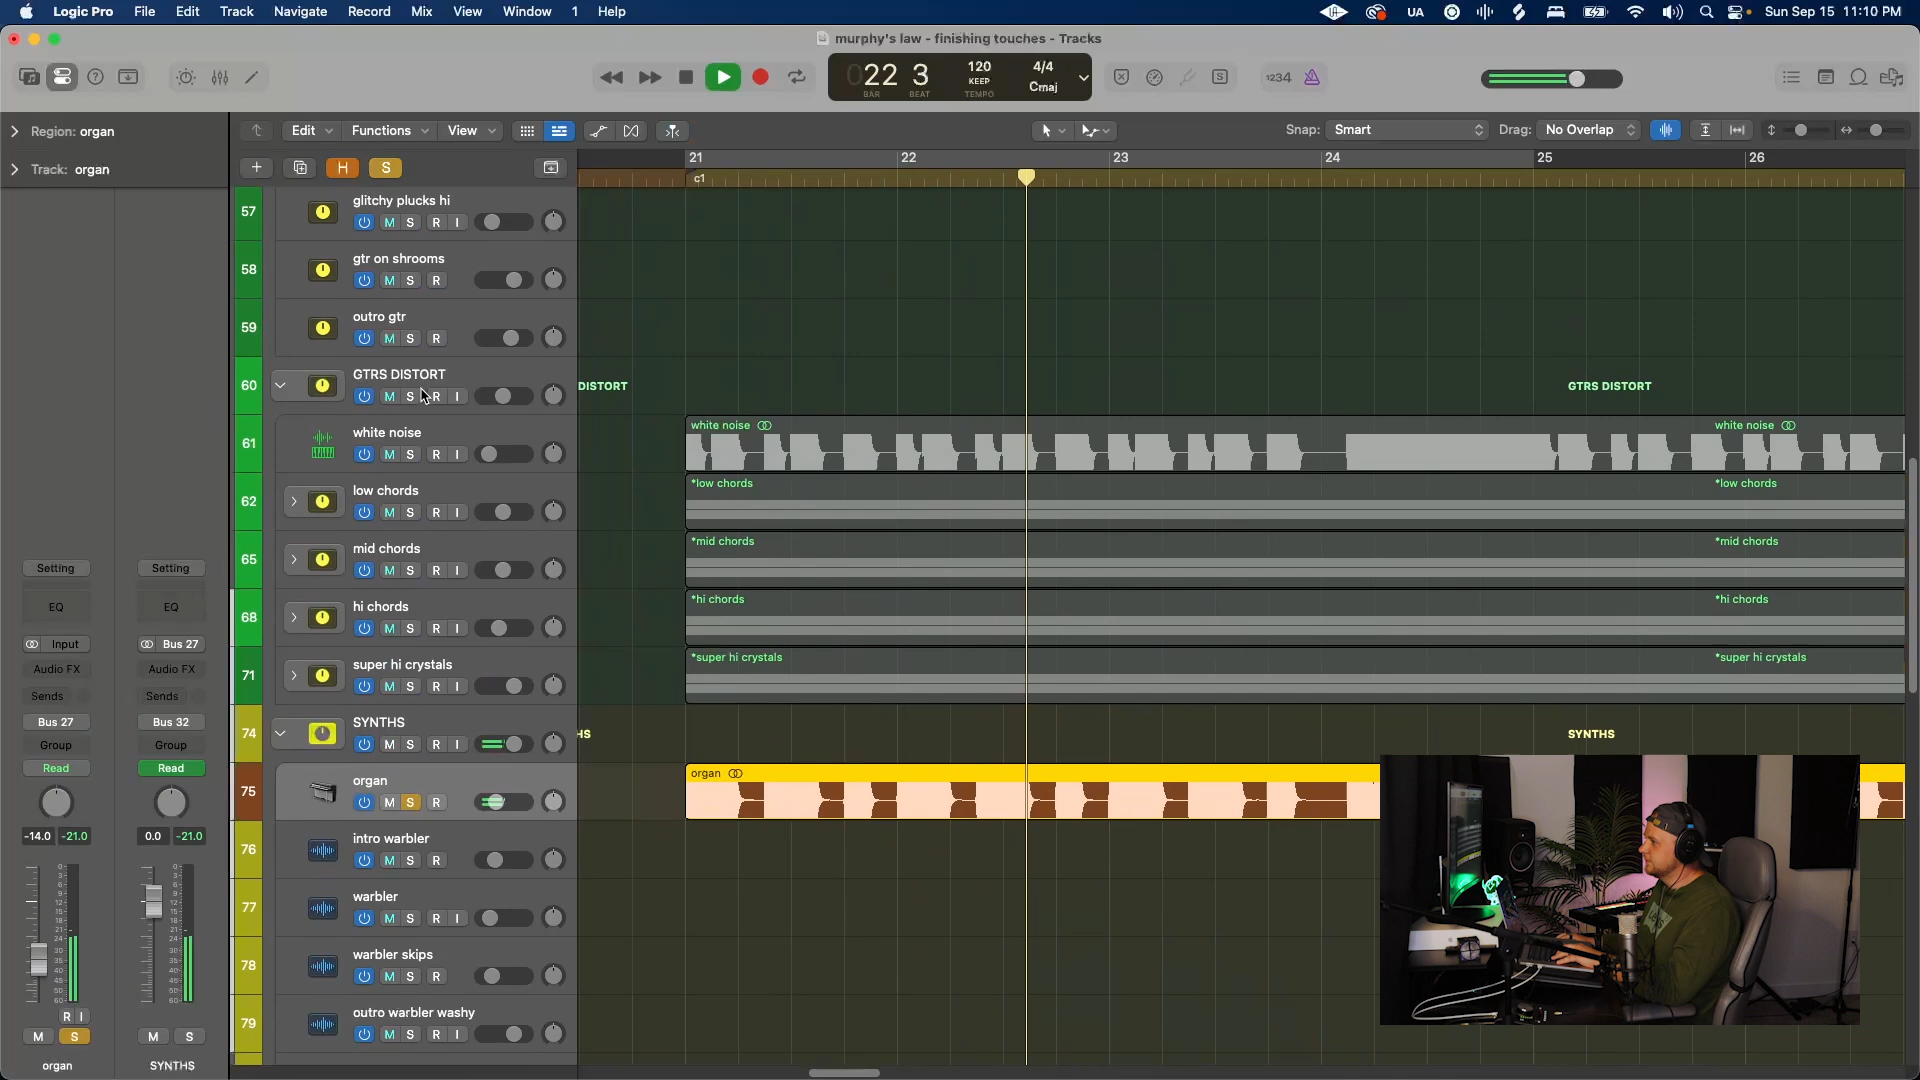 Logic Pro File Edit Track Navigate Record Mix View Window 1 Help
UA Sun Sep 15 11:10 PM
murphy's law - finishing touches - Tracks
022 3 120 4/4
KEEP Cmaj
BAR BEAT TEMPO
1234
Region: organ
Edit Functions View
Snap: Smart Drag: No Overlap
Track: organ
H S
21 22 23 24 25 26
c1
57 glitchy plucks hi
M S R I
58 gtr on shrooms
M S R
59 outro gtr
M S R
60 GTRS DISTORT
M S R I
DISTORT GTRS DISTORT
61 white noise
M S R I
white noise white noise
62 low chords
M S R I
*low chords *low chords
65 mid chords
M S R I
*mid chords *mid chords
68 hi chords
M S R I
*hi chords *hi chords
71 super hi crystals
M S R I
*super hi crystals *super hi crystals
74 SYNTHS
M S R I
HS SYNTHS
75 organ
M S R
organ
76 intro warbler
M S R
77 warbler
M S R I
78 warbler skips
M S R
79 outro warbler washy
M S R I
Setting Setting
EQ EQ
Input Bus 27
Audio FX Audio FX
Sends Sends
Bus 27 Bus 32
Group Group
Read Read
-14.0 -21.0 0.0 -21.0
R I
M S M S
organ SYNTHS